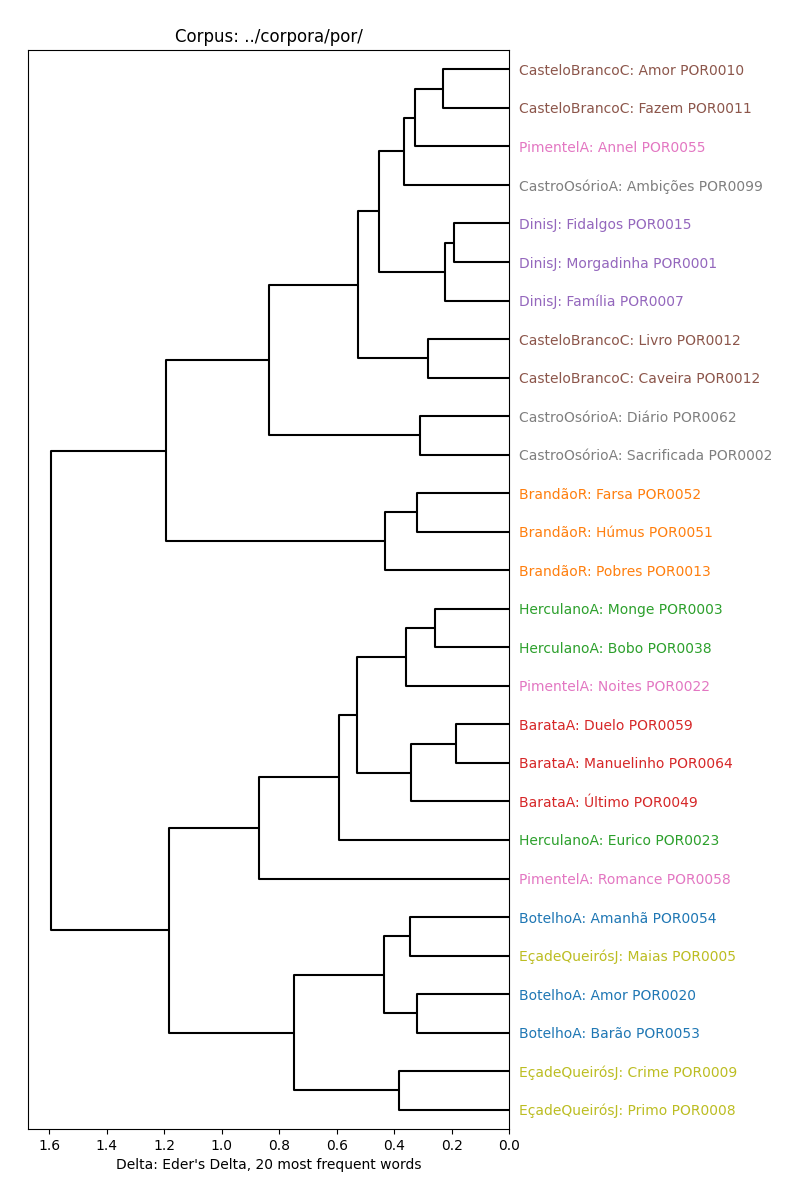 Corpus: ../corpora/por/
CasteloBrancoC: Amor POR0010
CasteloBrancoC: Fazem POR0011
PimentelA: Annel POR0055
CastroOsórioA: Ambições POR0099
DinisJ: Fidalgos POR0015
DinisJ: Morgadinha POR0001
DinisJ: Família POR0007
CasteloBrancoC: Livro POR0012
CasteloBrancoC: Caveira POR0012
CastroOsórioA: Diário POR0062
CastroOsórioA: Sacrificada POR0002
BrandãoR: Farsa POR0052
BrandãoR: Húmus POR0051
BrandãoR: Pobres POR0013
HerculanoA: Monge POR0003
HerculanoA: Bobo POR0038
PimentelA: Noites POR0022
BarataA: Duelo POR0059
BarataA: Manuelinho POR0064
BarataA: Último POR0049
HerculanoA: Eurico POR0023
PimentelA: Romance POR0058
BotelhoA: Amanhã POR0054
EçadeQueirósJ: Maias POR0005
BotelhoA: Amor POR0020
BotelhoA: Barão POR0053
EçadeQueirósJ: Crime POR0009
EçadeQueirósJ: Primo POR0008
1.6 1.4 1.2 1.0 0.8 0.6 0.4 0.2 0.0
Delta: Eder's Delta, 20 most frequent words